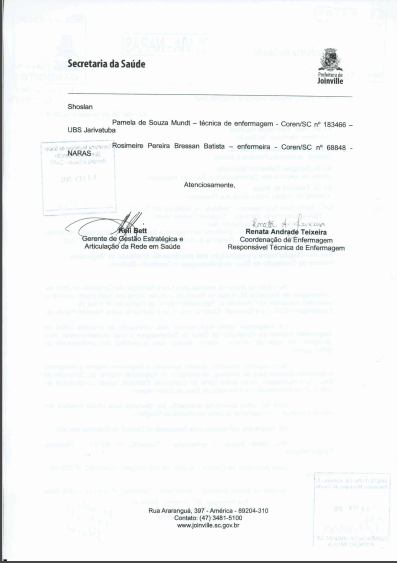 Secretaria da Saúde
Prefeitura de
Joinville
Shoslan
Pamela de Souza Mundt – técnica de enfermagem - Coren/SC nº 183466 –
UBS Jarivatuba
Rosimeire Pereira Bressan Batista – enfermeira - Coren/SC nº 68848 -
NARAS
Atenciosamente,
Keli Bett
Gerente de Gestão Estratégica e
Articulação da Rede em Saúde
Renata Andrade Teixeira
Coordenação de Enfermagem
Responsável Técnica de Enfermagem
Rua Araranguá, 397 - América - 89204-310
Contato: (47) 3481-5100
www.joinville.sc.gov.br